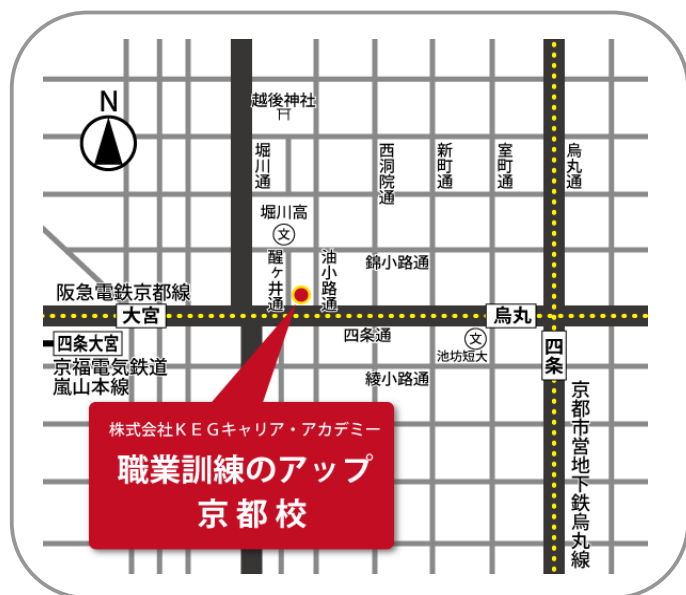 N
越後神社
堀川通
西洞院通
新町通
室町通
烏丸通
堀川高
文
醒ヶ井通
油小路通
錦小路通
阪急電鉄京都線
大宮
烏丸
四条大宮
四条通
文
池坊短大
四条
京福電気鉄道
嵐山本線
綾小路通
京都市営地下鉄烏丸線
株式会社KEGキャリア・アカデミー
職業訓練のアップ
京都校